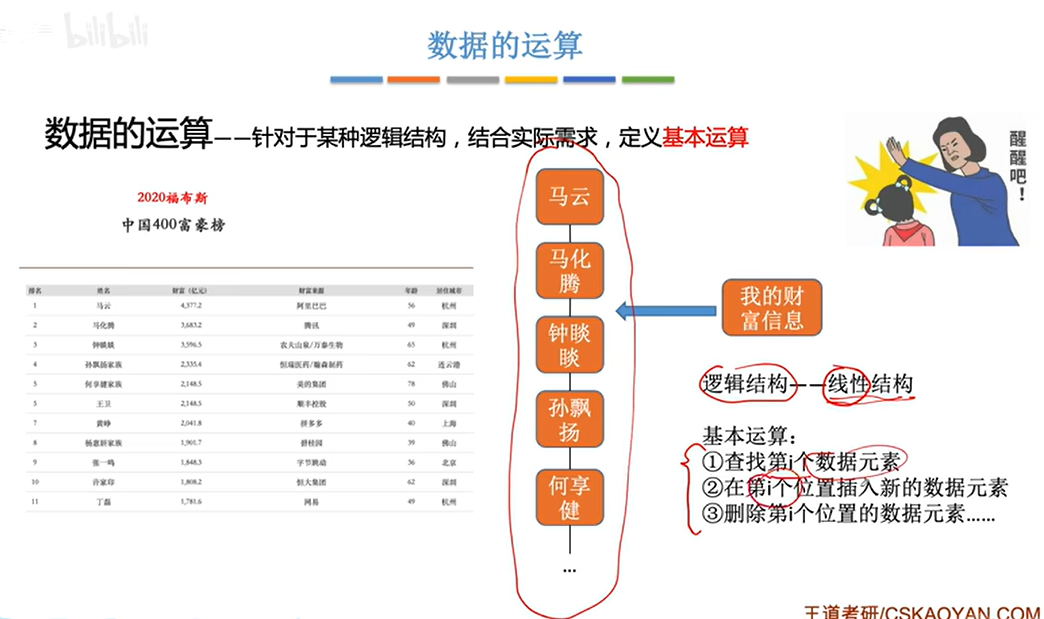 bilibili
数据的运算
数据的运算——针对于某种逻辑结构，结合实际需求，定义基本运算
2020福布斯
中国400富豪榜
排名 姓名 财富（亿元） 财富来源 年龄 居住城市
1 马云 4,377.2 阿里巴巴 56 杭州
2 马化腾 3,683.2 腾讯 49 深圳
3 钟睒睒 3,596.5 农夫山泉/万泰生物 65 杭州
4 孙飘扬家族 2,335.4 恒瑞医药/翰森制药 62 连云港
5 何享健家族 2,148.5 美的集团 78 佛山
5 王卫 2,148.5 顺丰控股 50 深圳
7 黄峥 2,041.8 拼多多 40 上海
8 杨惠妍家族 1,901.7 碧桂园 39 佛山
9 张一鸣 1,848.3 字节跳动 36 北京
10 许家印 1,808.2 恒大集团 62 深圳
11 丁磊 1,781.6 网易 49 杭州
马云
马化
腾
钟睒
睒
孙飘
扬
何享
健
...
我的财
富信息
醒醒吧！
逻辑结构——线性结构
基本运算：
①查找第i个数据元素
②在第i个位置插入新的数据元素
③删除第i个位置的数据元素……
王道考研/CSKAOYAN.COM